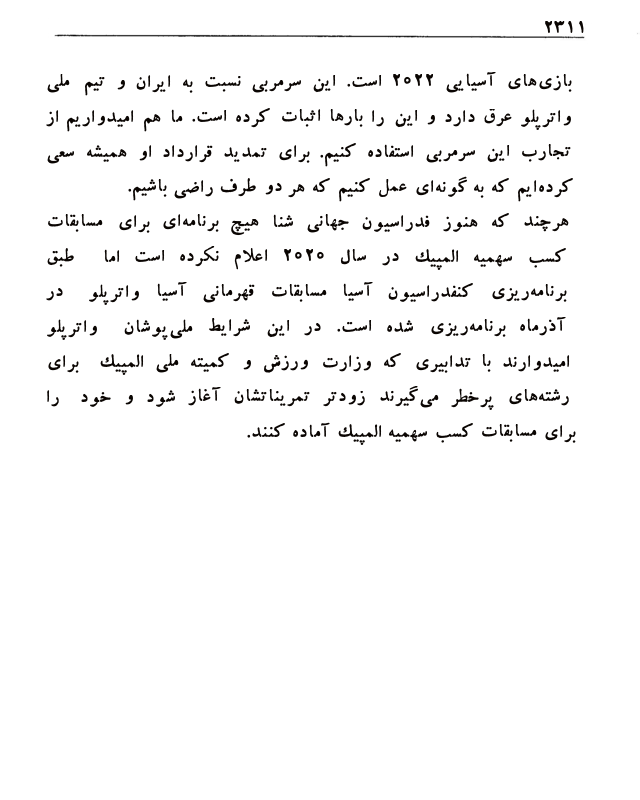 ۲۳۱۱
بازی‌های آسیایی ۲۰۲۲ است. این سرمربی نسبت به ایران و تیم ملی
واترپلو عرق دارد و این را بارها اثبات کرده است. ما هم امیدواریم از
تجارب این سرمربی استفاده کنیم. برای تمدید قرارداد او همیشه سعی
کرده‌ایم که به گونه‌ای عمل کنیم که هر دو طرف راضی باشیم.
هرچند که هنوز فدراسیون جهانی شنا هیچ برنامه‌ای برای مسابقات
کسب سهمیه المپیك در سال ۲۰۲۰ اعلام نکرده است اما طبق
برنامه‌ریزی کنفدراسیون آسیا مسابقات قهرمانی آسیا واترپلو در
آذرماه برنامه‌ریزی شده است. در این شرایط ملی‌پوشان واترپلو
امیدوارند با تدابیری که وزارت ورزش و کمیته ملی المپیك برای
رشته‌های پرخطر می‌گیرند زودتر تمریناتشان آغاز شود و خود را
برای مسابقات کسب سهمیه المپیك آماده کنند.